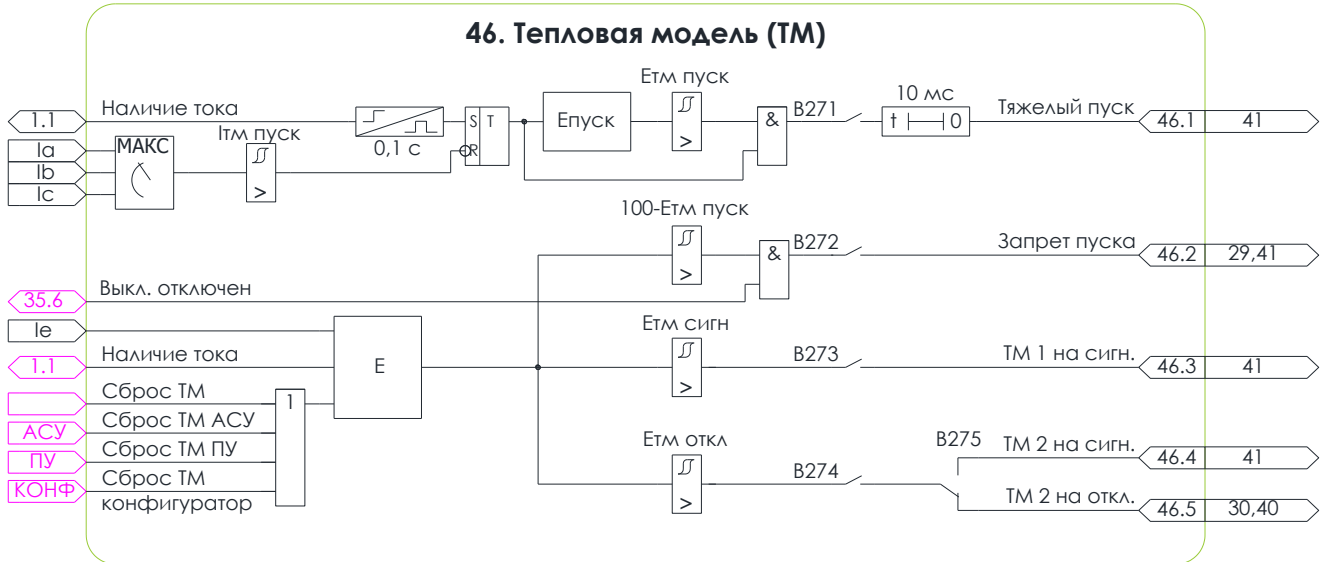 46. Тепловая модель (ТМ)
Етм пуск
1.1
Наличие тока
Iтм пуск
0,1 с
S T
R
Епуск
>
&
В271
10 мс
t 0
Тяжелый пуск
46.1 41
Ia
Ib
Ic
МАКС
>
100-Етм пуск
>
&
В272
Запрет пуска
46.2 29,41
35.6
Выкл. отключен
Ie
1.1
Наличие тока
E
Етм сигн
>
В273
ТМ 1 на сигн.
46.3 41
Сброс ТМ
1
АСУ
Сброс ТМ АСУ
ПУ
Сброс ТМ ПУ
КОНФ
Сброс ТМ
конфигуратор
Етм откл
>
В274
В275
ТМ 2 на сигн.
46.4 41
ТМ 2 на откл.
46.5 30,40